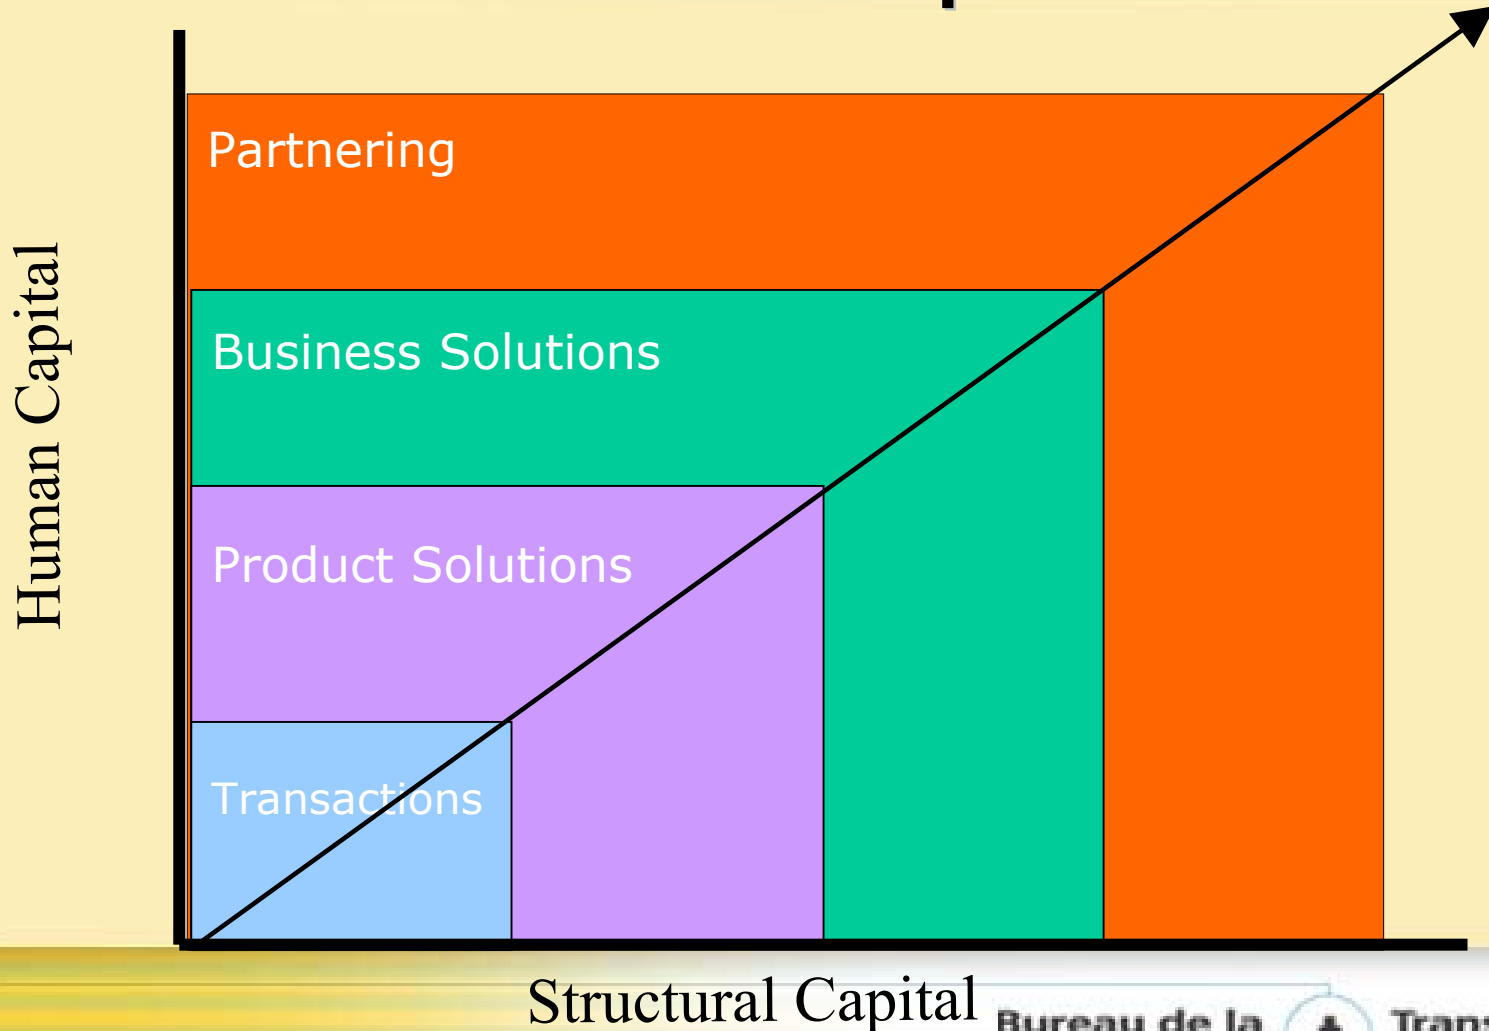 Partnering
Business Solutions
Product Solutions
Transactions
Human Capital
Structural Capital
Bureau de la